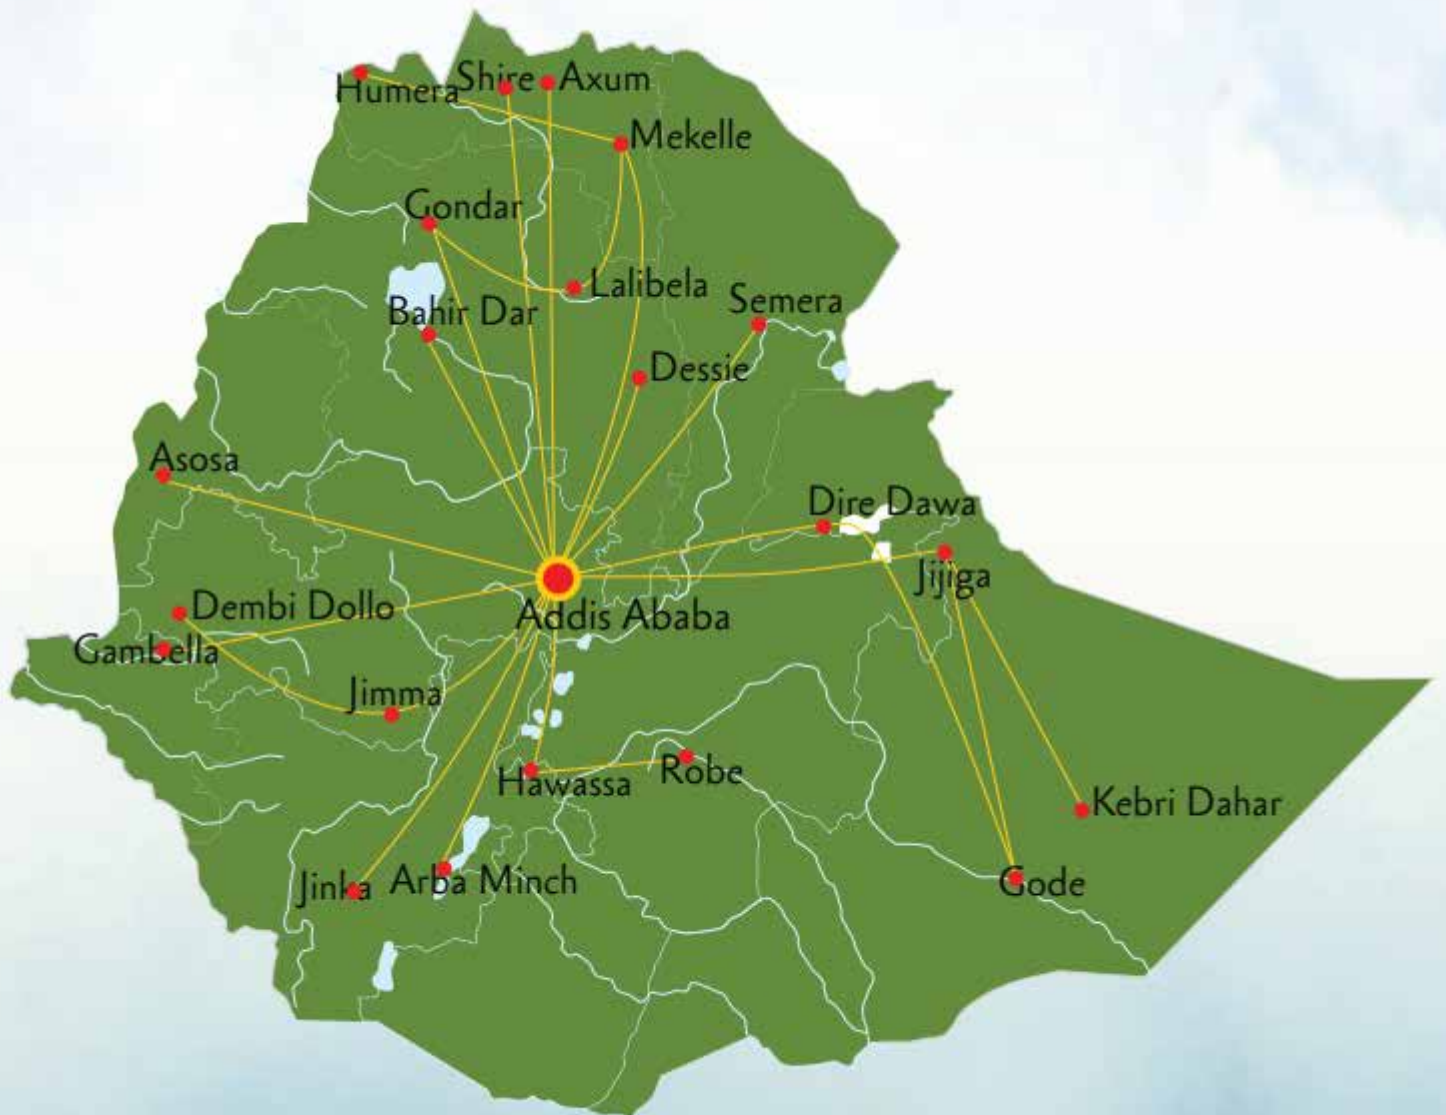 Humera
Shire
Axum
Mekelle
Gondar
Lalibela
Semera
Bahir Dar
Dessie
Asosa
Dire Dawa
Jijiga
Dembi Dollo
Addis Ababa
Gambella
Jimma
Hawassa
Robe
Kebri Dahar
Jinka
Arba Minch
Gode